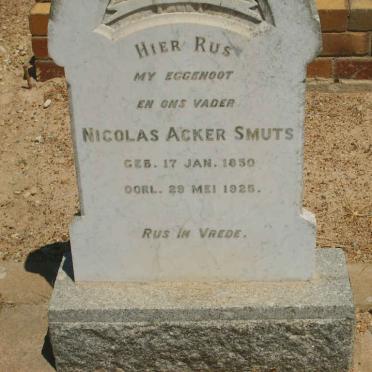 HIER RUS
MY EGGENOOT
EN ONS VADER
NICOLAS ACKER SMUTS
GEB. 17 JAN. 1850
OORL. 29 MEI 1925.
RUS IN VREDE.